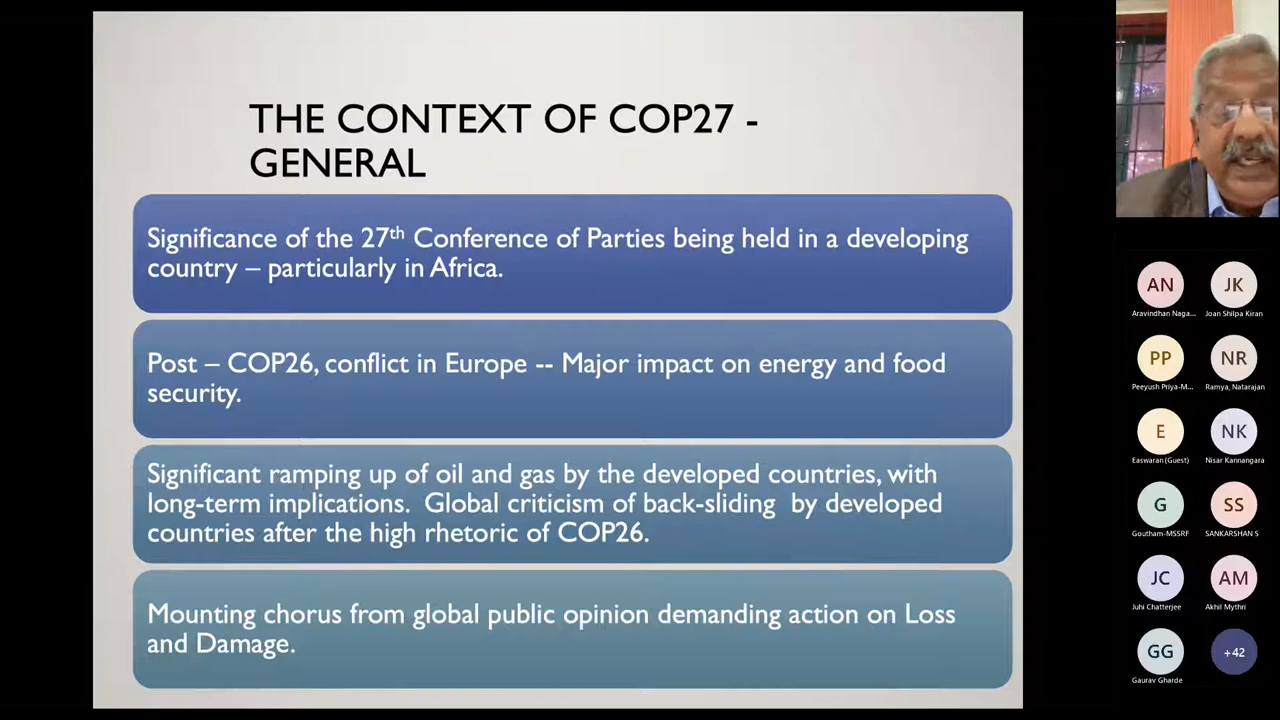 THE CONTEXT OF COP27 -
GENERAL
Significance of the 27th Conference of Parties being held in a developing
country – particularly in Africa.
Post – COP26, conflict in Europe -- Major impact on energy and food
security.
Significant ramping up of oil and gas by the developed countries, with
long-term implications.  Global criticism of back-sliding  by developed
countries after the high rhetoric of COP26.
Mounting chorus from global public opinion demanding action on Loss
and Damage.
AN
JK
Aravindhan Naga...
Joan Shilpa Kiran
PP
NR
Peeyush Priya-M...
Ramya, Natarajan
E
NK
Easwaran (Guest)
Nisar Kannangara
G
SS
Goutham-MSSRF
SANKARSHAN S
JC
AM
Juhi Chatterjee
Akhil Mythri
GG
+42
Gaurav Gharde